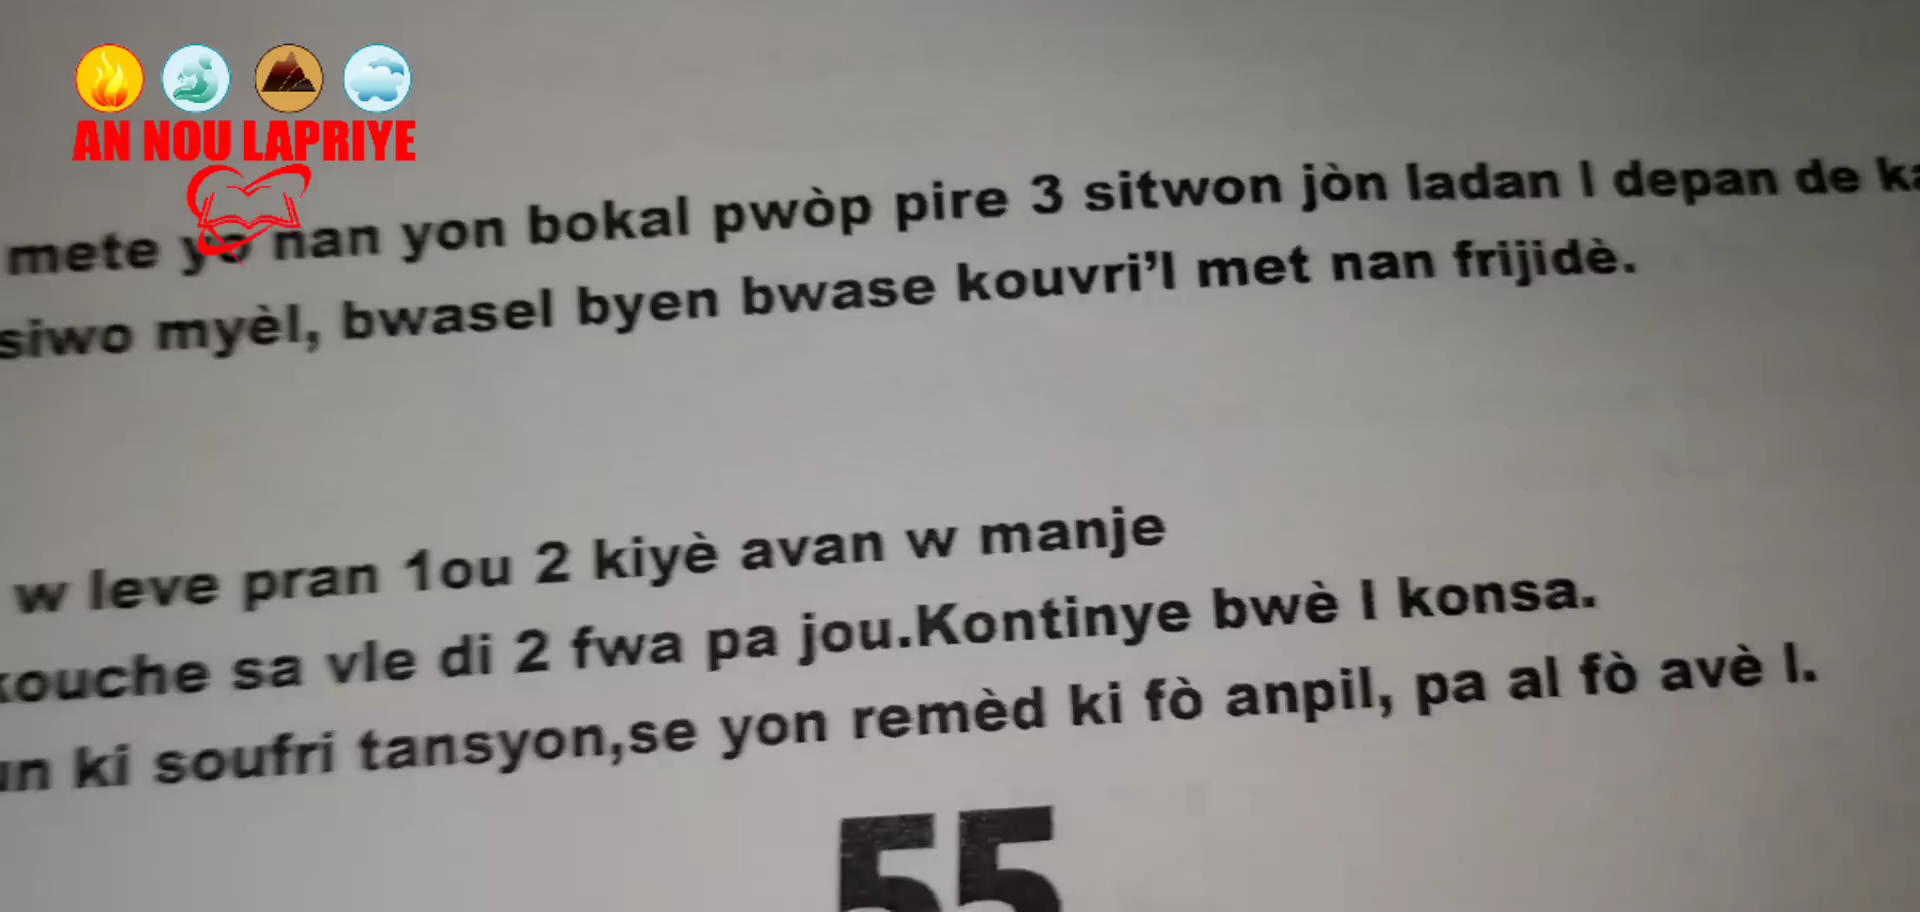 AN NOU LAPRIYE
mete yo nan yon bokal pwòp pire 3 sitwon jòn ladan l depan de
siwo myèl, bwasel byen bwase kouvri’l met nan frijidè.
w leve pran 1ou 2 kiyè avan w manje
kouche sa vle di 2 fwa pa jou.Kontinye bwè l konsa.
ki soufri tansyon,se yon remèd ki fò anpil, pa al fò avè l.
55